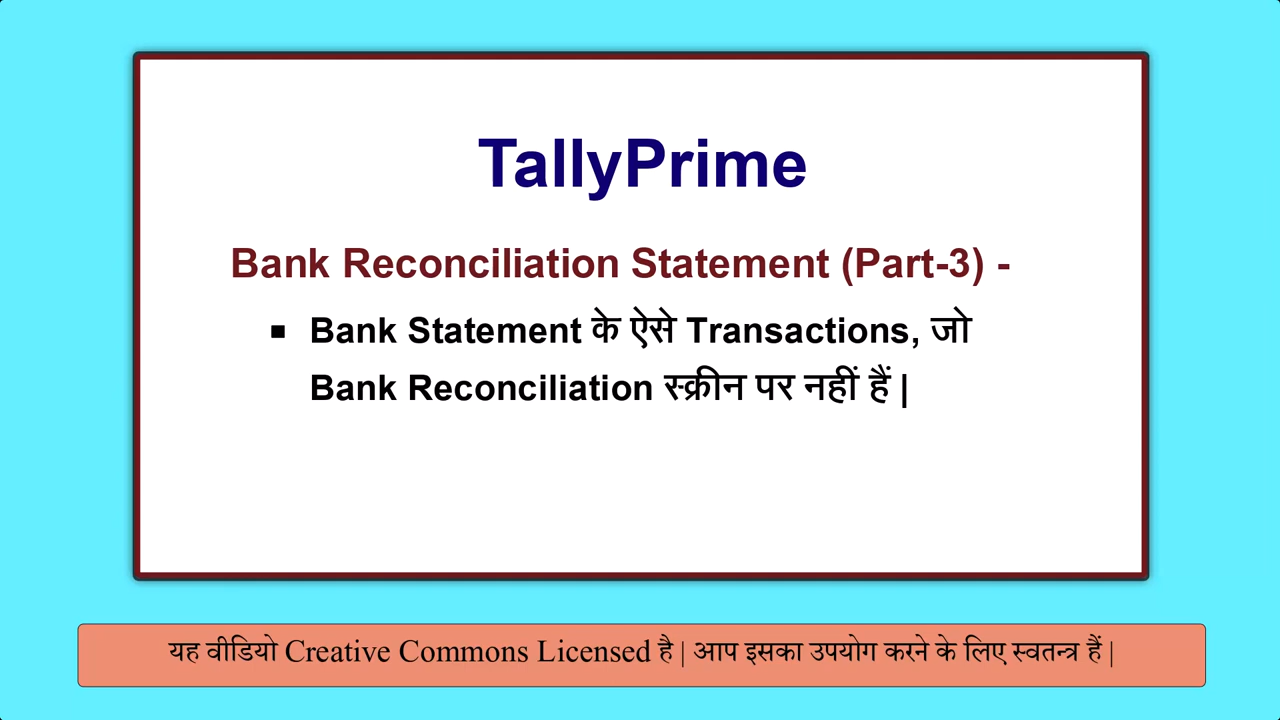 TallyPrime
Bank Reconciliation Statement (Part-3) -
▪ Bank Statement के ऐसे Transactions, जो
Bank Reconciliation स्क्रीन पर नहीं हैं |
यह वीडियो Creative Commons Licensed है | आप इसका उपयोग करने के लिए स्वतन्त्र हैं |